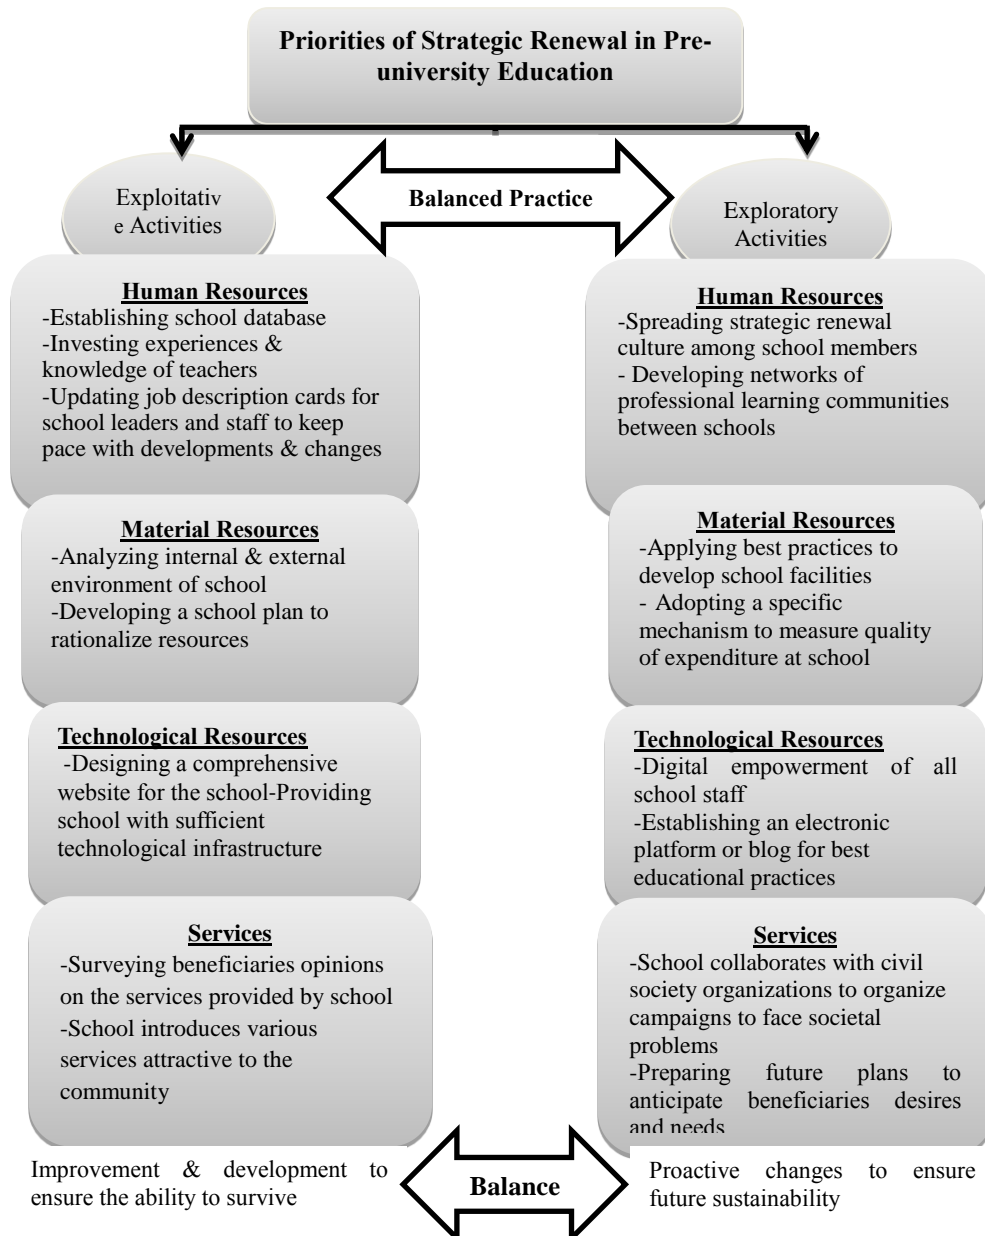 Priorities of Strategic Renewal in Pre-
university Education
Balanced Practice
Exploitativ
e Activities
Human Resources
-Establishing school database
-Investing experiences &
knowledge of teachers
-Updating job description cards for
school leaders and staff to keep
pace with developments & changes
Material Resources
-Analyzing internal & external
environment of school
-Developing a school plan to
rationalize resources
Technological Resources
-Designing a comprehensive
website for the school-Providing
school with sufficient
technological infrastructure
Services
-Surveying beneficiaries opinions
on the services provided by school
-School introduces various
services attractive to the
community
Improvement & development to
ensure the ability to survive
Exploratory
Activities
Human Resources
-Spreading strategic renewal
culture among school members
- Developing networks of
professional learning communities
between schools
Material Resources
-Applying best practices to
develop school facilities
- Adopting a specific
mechanism to measure quality
of expenditure at school
Technological Resources
-Digital empowerment of all
school staff
-Establishing an electronic
platform or blog for best
educational practices
Services
-School collaborates with civil
society organizations to organize
campaigns to face societal
problems
-Preparing future plans to
anticipate beneficiaries desires
and needs
Balance
Proactive changes to ensure
future sustainability